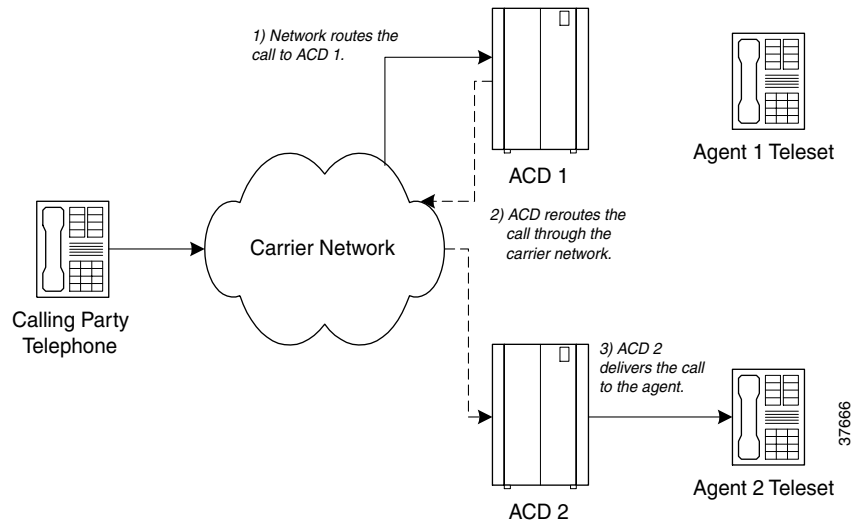 1) Network routes the
call to ACD 1.
ACD 1
Agent 1 Teleset
2) ACD reroutes the
call through the
carrier network.
Carrier Network
Calling Party
Telephone
3) ACD 2
delivers the call
to the agent.
ACD 2
Agent 2 Teleset
37666